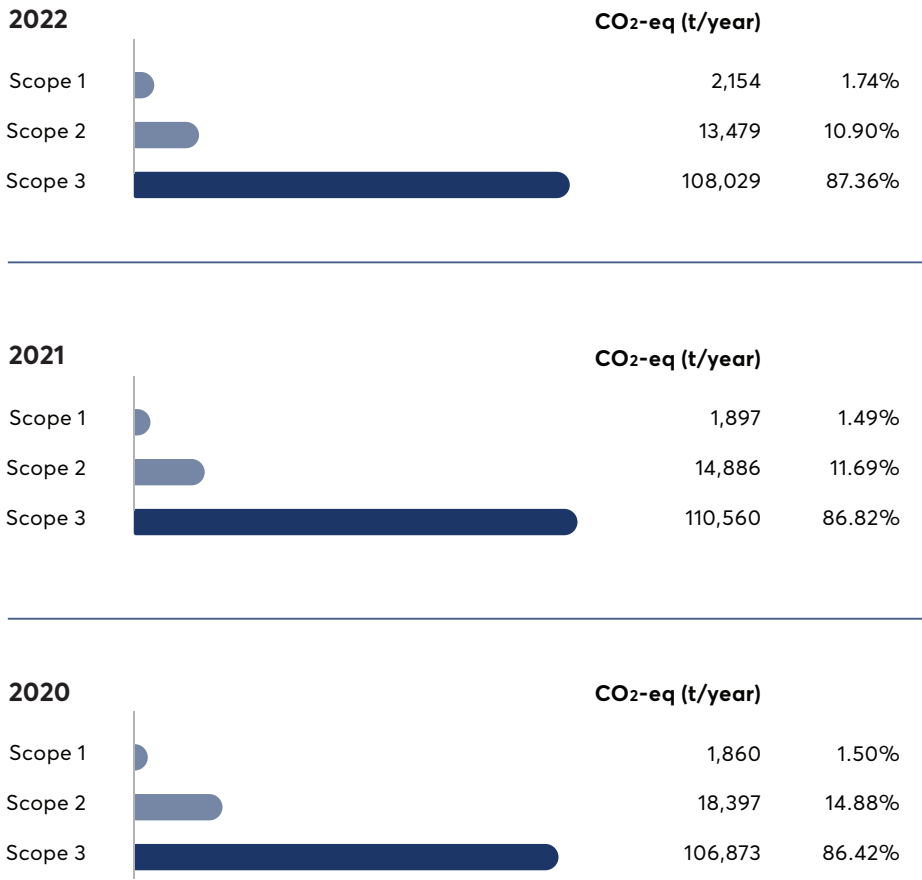 2022 CO2-eq (t/year)
Scope 1 2,154 1.74%
Scope 2 13,479 10.90%
Scope 3 108,029 87.36%
2021 CO2-eq (t/year)
Scope 1 1,897 1.49%
Scope 2 14,886 11.69%
Scope 3 110,560 86.82%
2020 CO2-eq (t/year)
Scope 1 1,860 1.50%
Scope 2 18,397 14.88%
Scope 3 106,873 86.42%